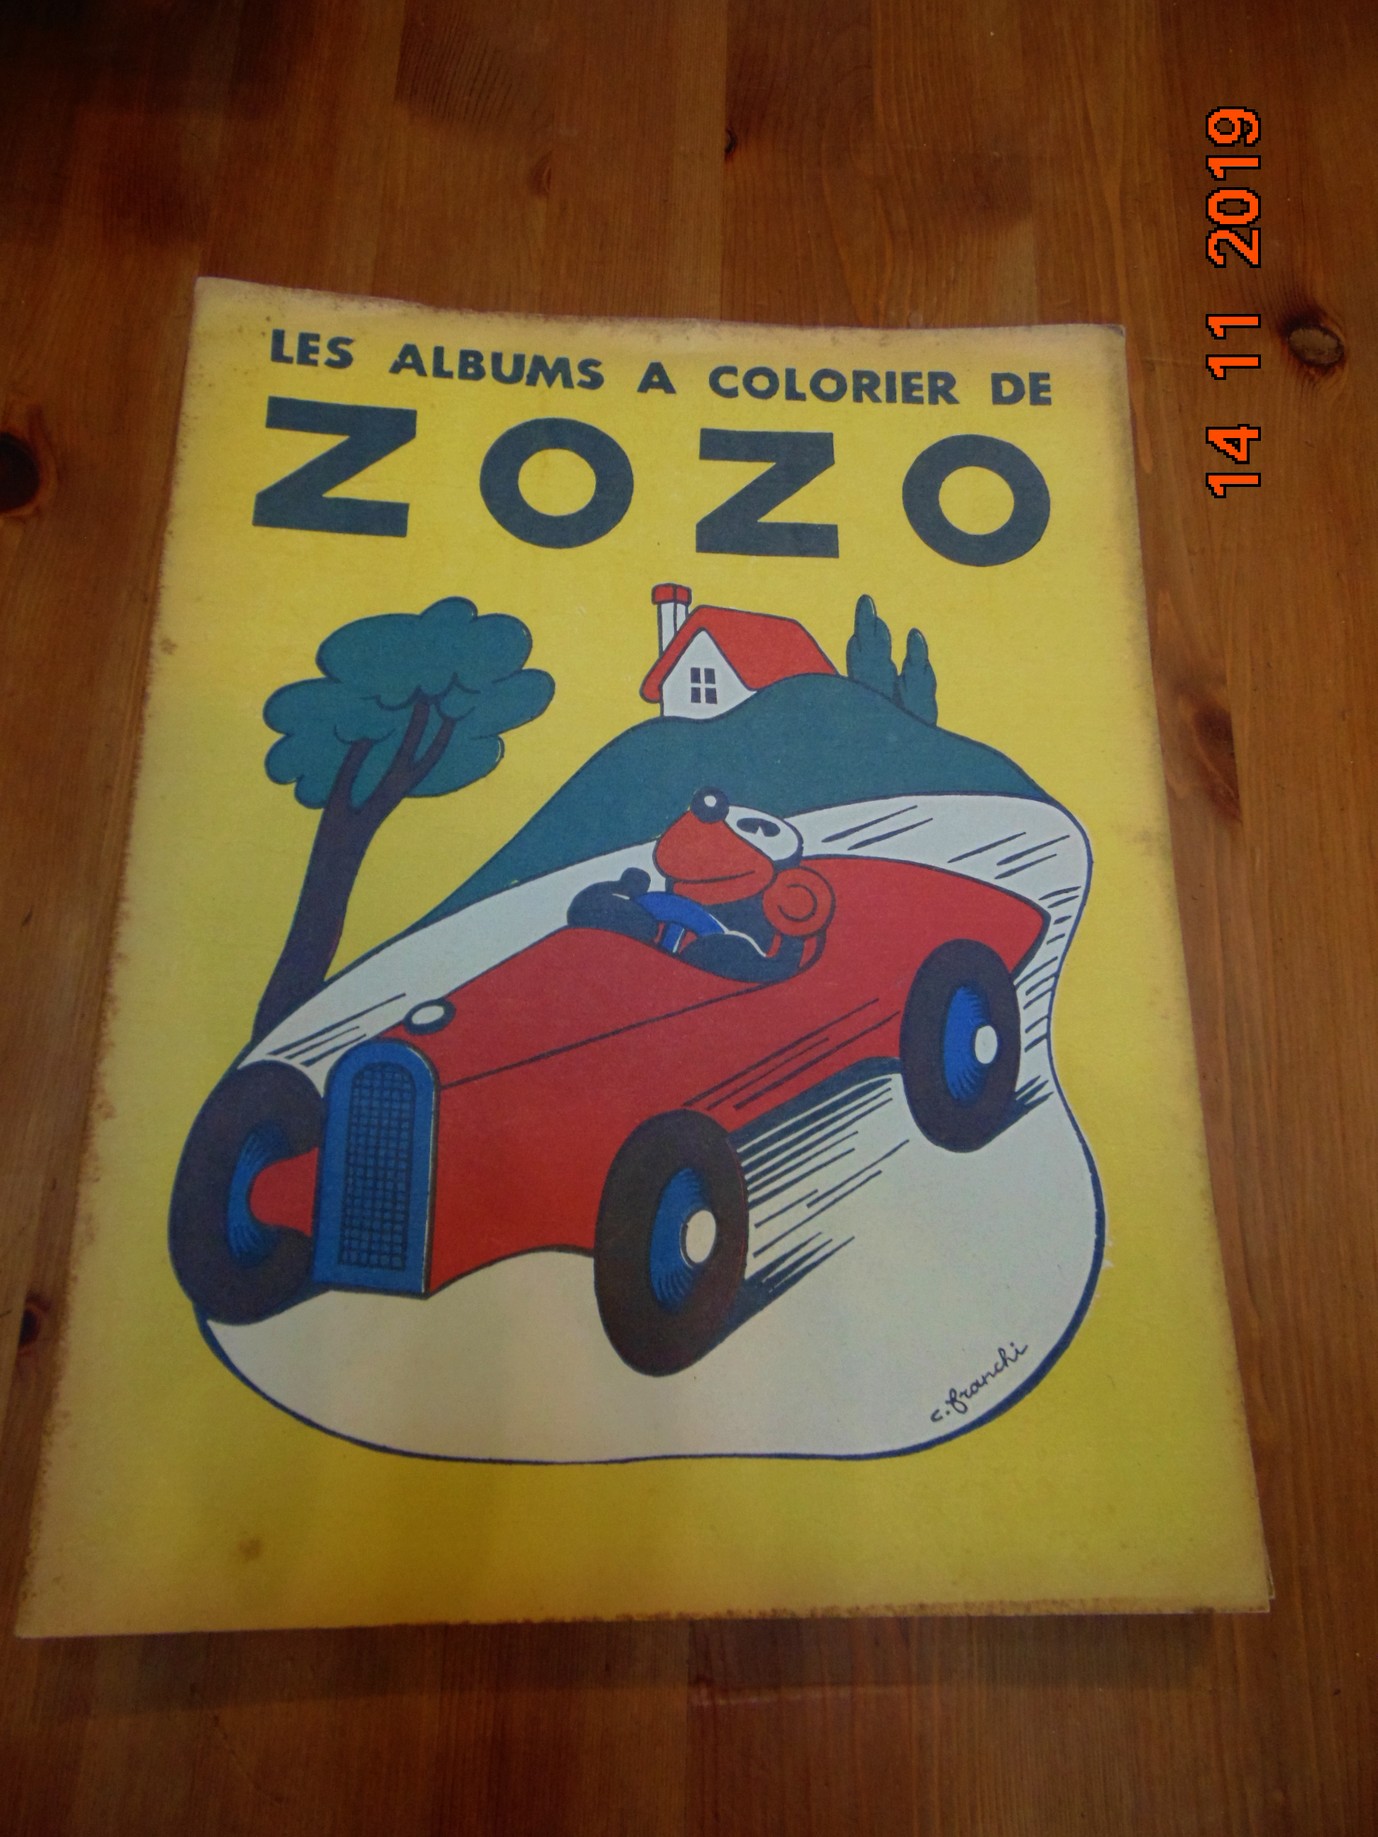 LES ALBUMS A COLORIER DE
ZOZO
c. franchi
14 11 2019